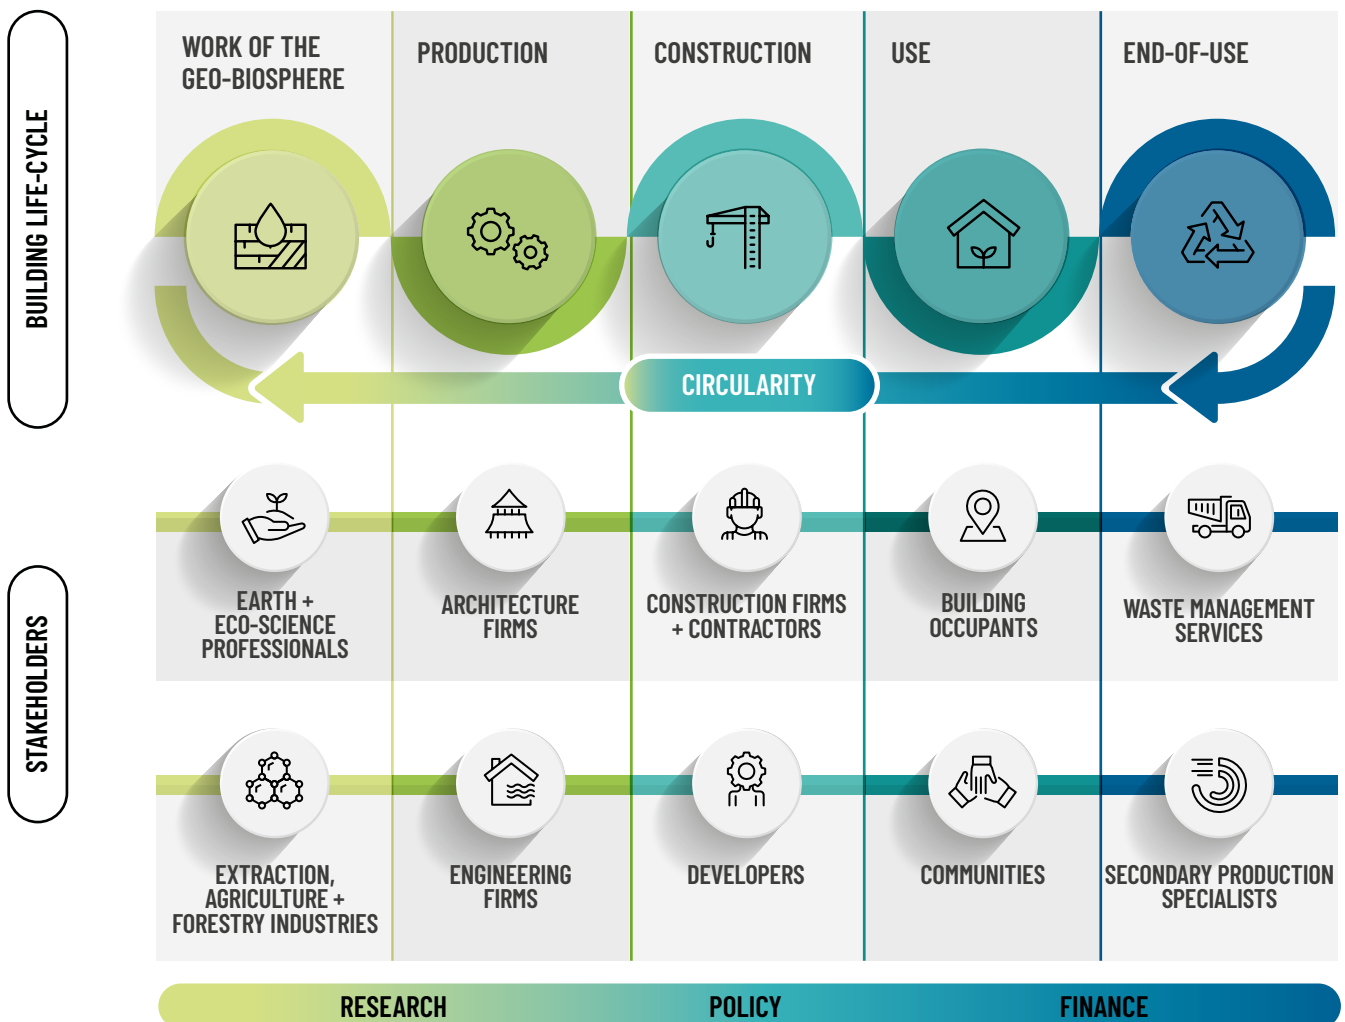 BUILDING LIFE-CYCLE
WORK OF THE
GEO-BIOSPHERE
PRODUCTION
CONSTRUCTION
USE
END-OF-USE
CIRCULARITY
STAKEHOLDERS
EARTH +
ECO-SCIENCE
PROFESSIONALS
ARCHITECTURE
FIRMS
CONSTRUCTION FIRMS
+ CONTRACTORS
BUILDING
OCCUPANTS
WASTE MANAGEMENT
SERVICES
EXTRACTION,
AGRICULTURE +
FORESTRY INDUSTRIES
ENGINEERING
FIRMS
DEVELOPERS
COMMUNITIES
SECONDARY PRODUCTION
SPECIALISTS
RESEARCH
POLICY
FINANCE